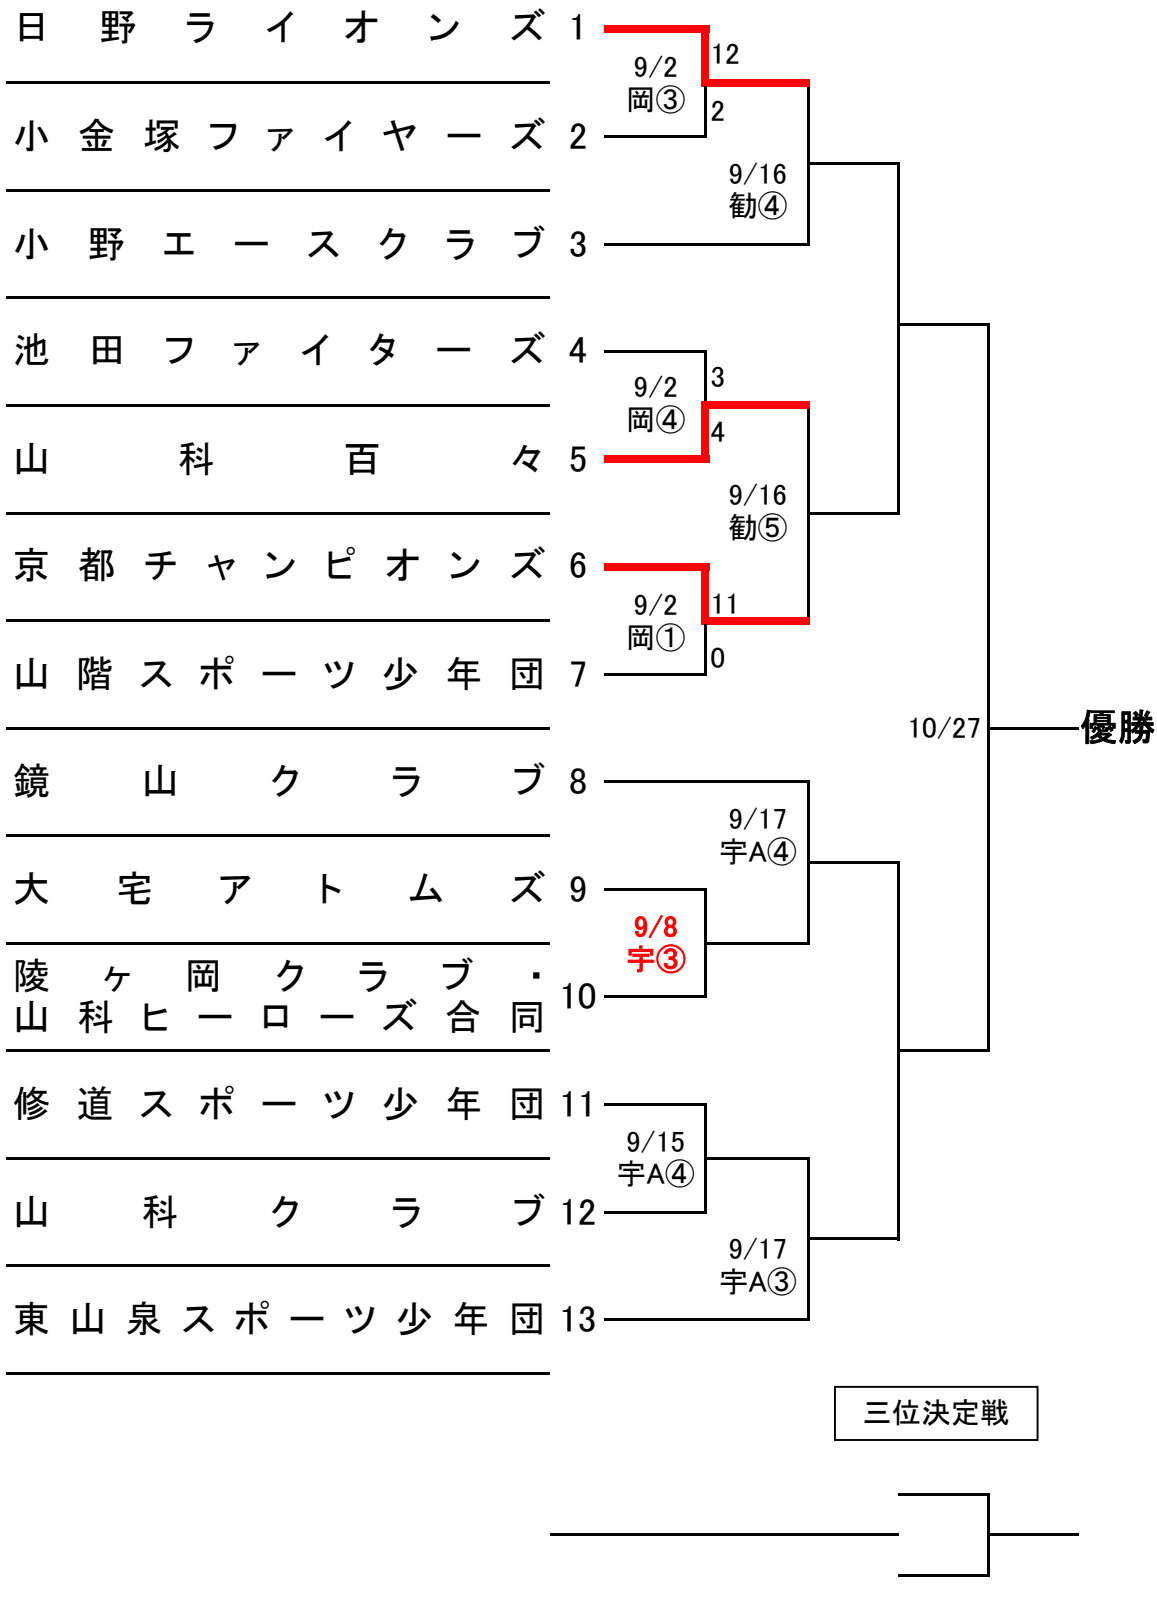 日野ライオンズ 1
12
9/2
岡③
2
小金塚ファイヤーズ 2
9/16
勧④
小野エースクラブ 3
池田ファイターズ 4
3
9/2
岡④
4
山科百々 5
9/16
勧⑤
京都チャンピオンズ 6
11
9/2
岡①
0
山階スポーツ少年団 7
10/27
優勝
鏡山クラブ 8
9/17
宇A④
大宅アトムズ 9
9/8
宇③
陵ヶ岡クラブ・
山科ヒーローズ合同
10
修道スポーツ少年団 11
9/15
宇A④
山科クラブ 12
9/17
宇A③
東山泉スポーツ少年団 13
三位決定戦